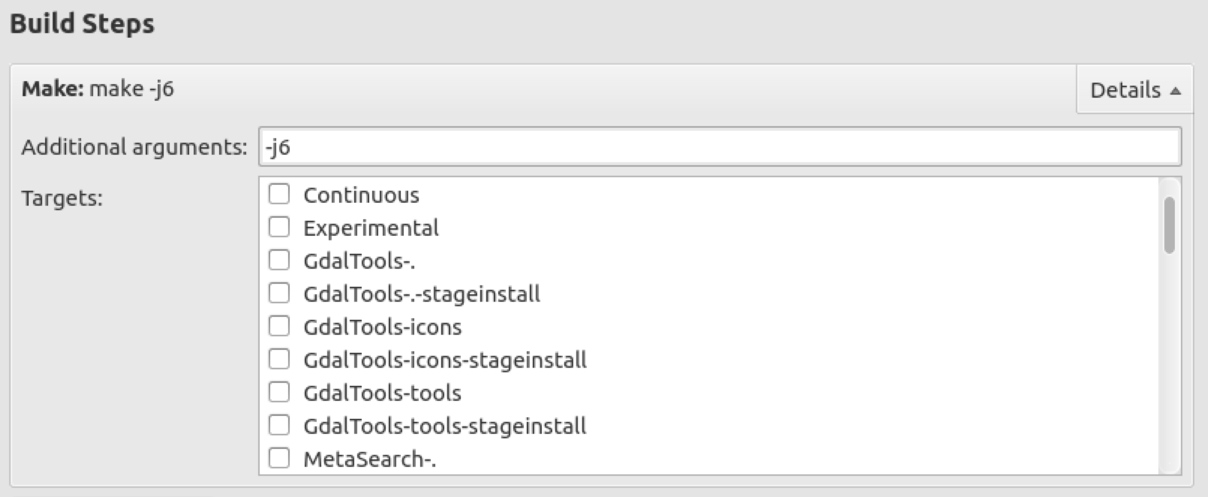 Build Steps
Make: make -j6
Details
Additional arguments: -j6
Targets:
Continuous
Experimental
GdalTools-.
GdalTools-.-stageinstall
GdalTools-icons
GdalTools-icons-stageinstall
GdalTools-tools
GdalTools-tools-stageinstall
MetaSearch-.